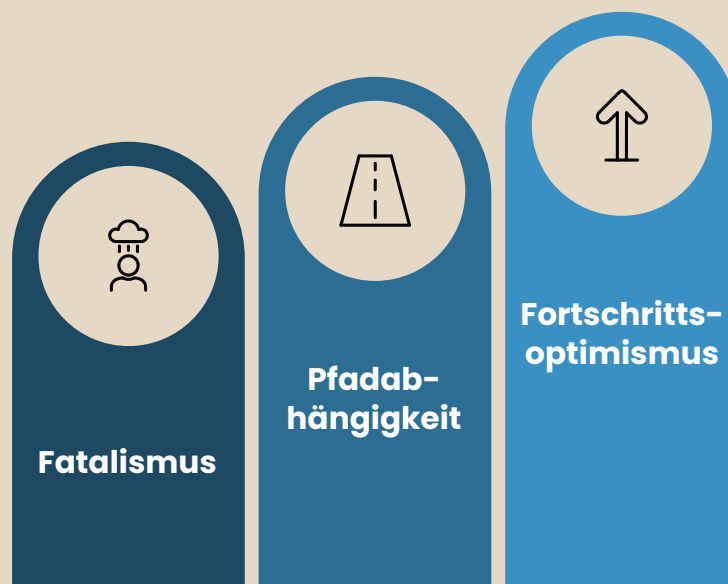 Fatalismus
Pfadab-
hängigkeit
Fortschritts-
optimismus